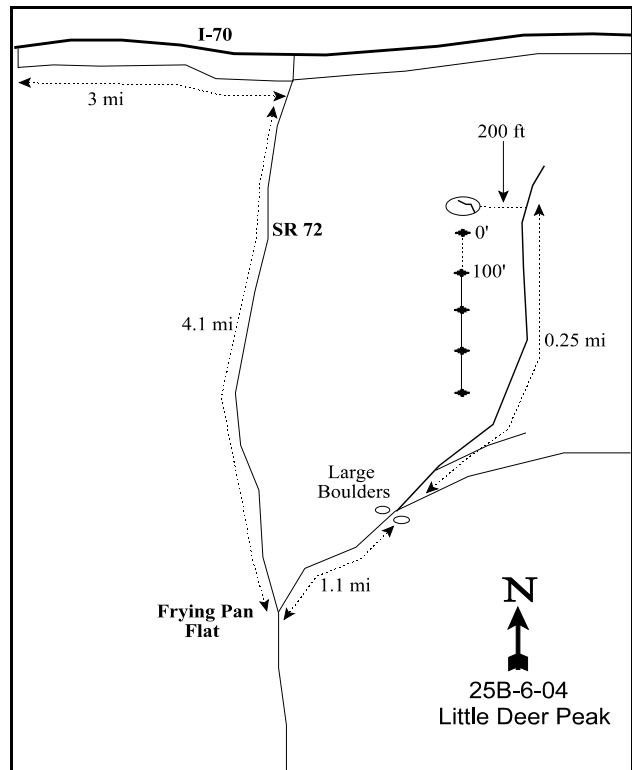 I-70
3 mi
200 ft
0'
SR 72
100'
4.1 mi
0.25 mi
Large
Boulders
1.1 mi
Frying Pan
Flat
N
25B-6-04
Little Deer Peak